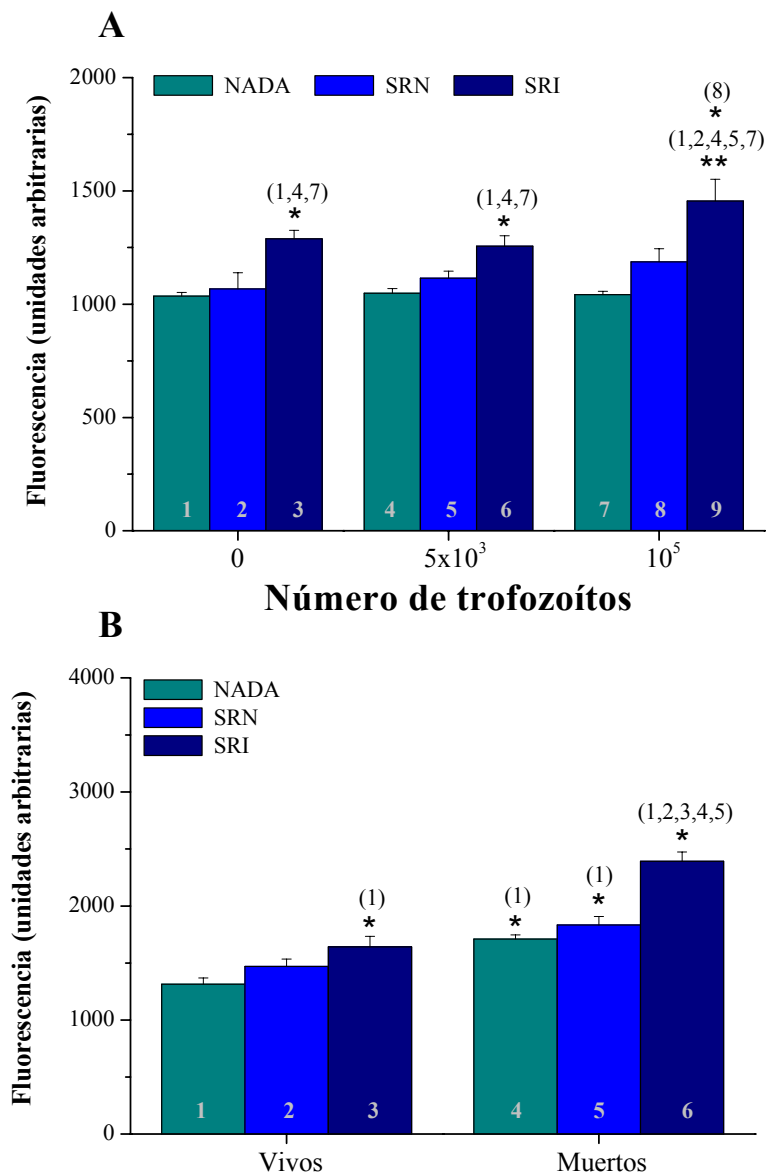 A
2000
1500
1000
500
0
NADA SRN SRI
(8)
*
(1,2,4,5,7)
**
(1,4,7)
*
(1,4,7)
*
1 2 3 4 5 6 7 8 9
0 5x10³ 10⁵
Fluorescencia (unidades arbitrarias)
Número de trofozoítos
B
4000
3000
2000
1000
0
NADA
SRN
SRI
(1,2,3,4,5)
*
(1)
*
(1)
*
(1)
*
1 2 3 4 5 6
Vivos Muertos
Fluorescencia (unidades arbitrarias)